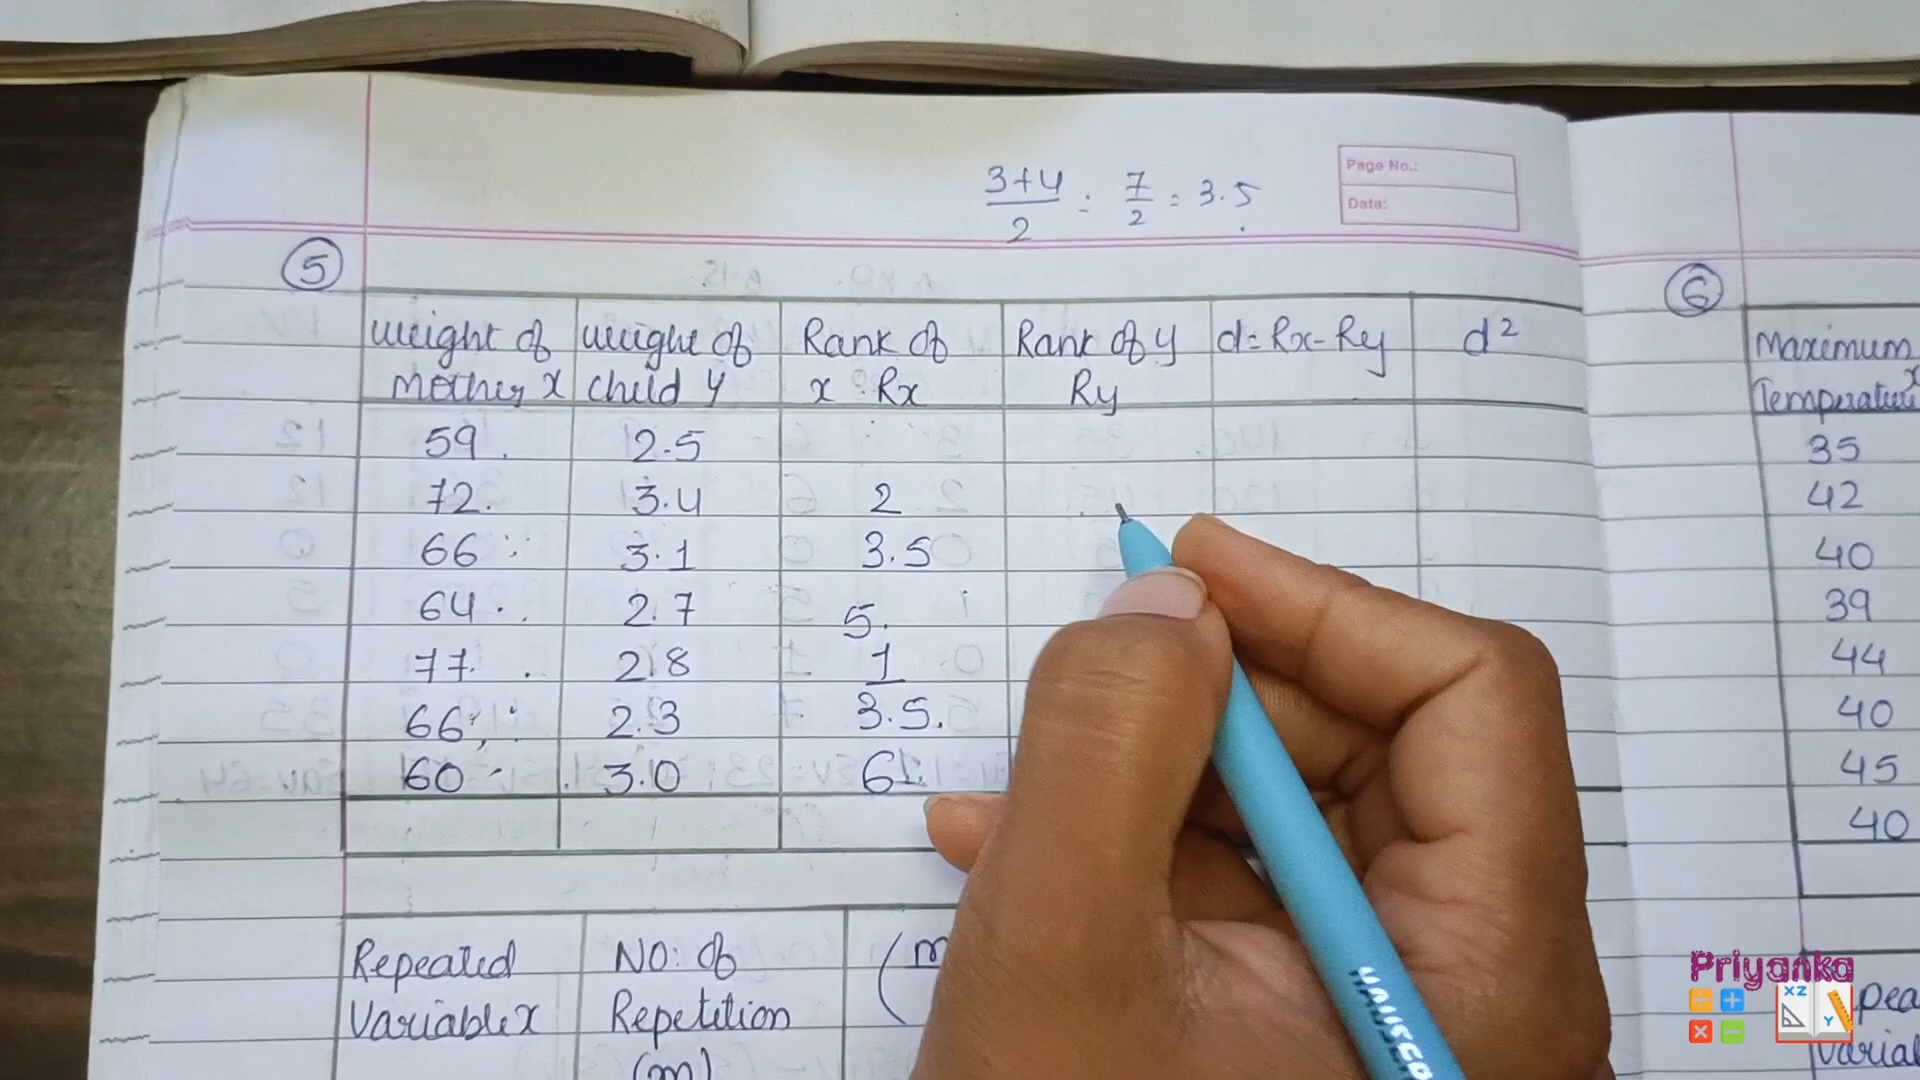 3+4/2 = 7/2 = 3.5
Page No.:
Date:
5
6
Weight of mother x | Weight of child y | Rank of x Rx | Rank of y Ry | d=Rx-Ry | d²
59 | 2.5
72 | 3.4 | 2
66 | 3.1 | 3.5
64 | 2.7 | 5
77 | 2.8 | 1
66 | 2.3 | 3.5
60 | 3.0 | 6
Repeated Variable x | No: of Repetition (m) | (m
Maximum Temperature x
35
42
40
39
44
40
45
40
HAUSER
Priyanka
XZ
Y